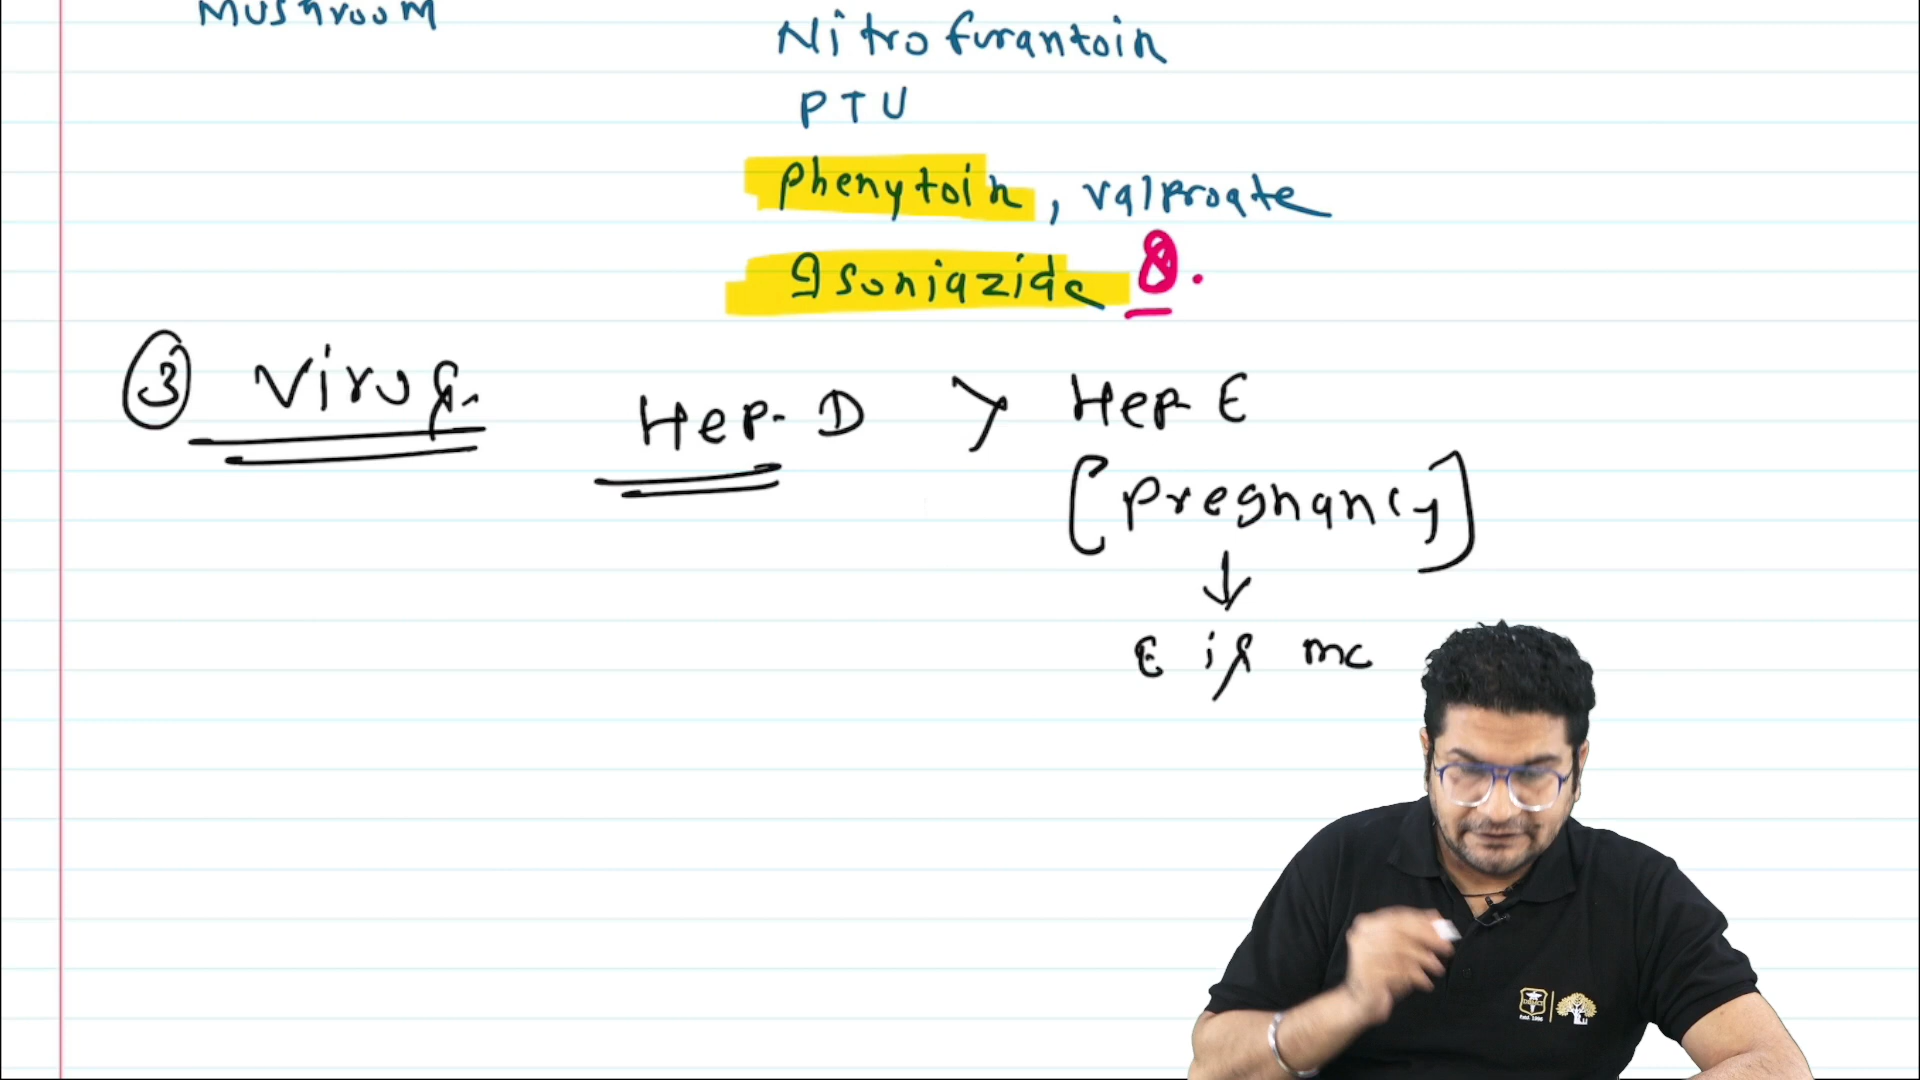 Mushroom
Nitrofurantoin
PTU
Phenytoin, valproate
Isoniazide
③ Virus.
Hep. D > Hep E
[Pregnancy]
↓
E is mc